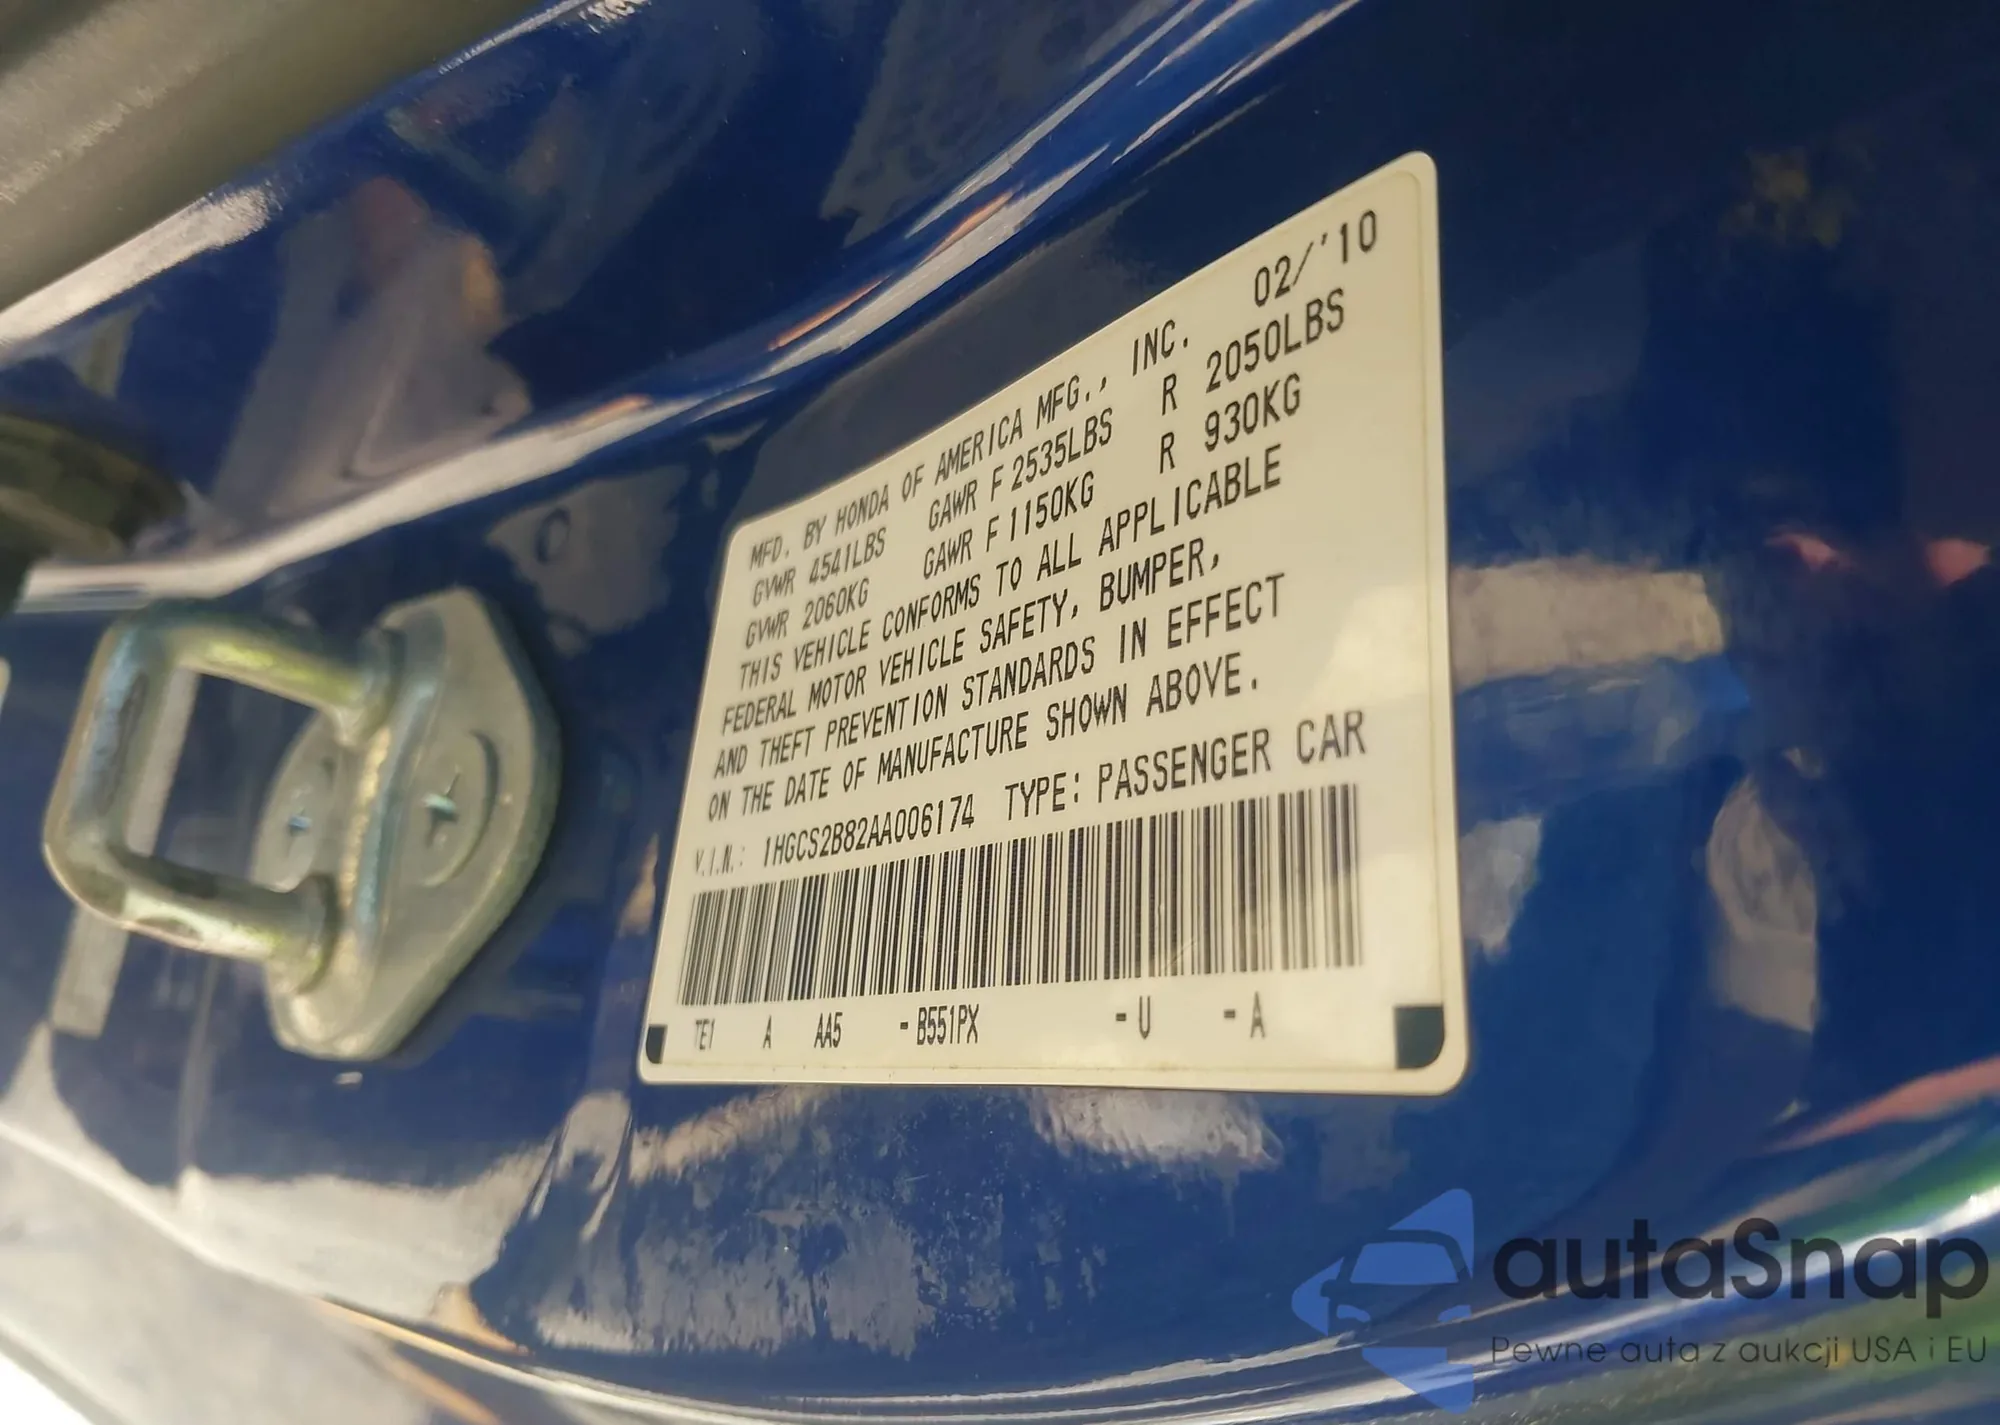 MFD. BY HONDA OF AMERICA MFG., INC. 02/'10
GVWR 4541LBS GAWR F 2535LBS R 2050LBS
GVWR 2060KG GAWR F 1150KG R 930KG
THIS VEHICLE CONFORMS TO ALL APPLICABLE
FEDERAL MOTOR VEHICLE SAFETY, BUMPER,
AND THEFT PREVENTION STANDARDS IN EFFECT
ON THE DATE OF MANUFACTURE SHOWN ABOVE.
V.I.N.: 1HGCS2B82AA006174 TYPE: PASSENGER CAR
TE1 A AA5 -B551PX -U -A
autaSnap
Pewne auta z aukcji USA i EU